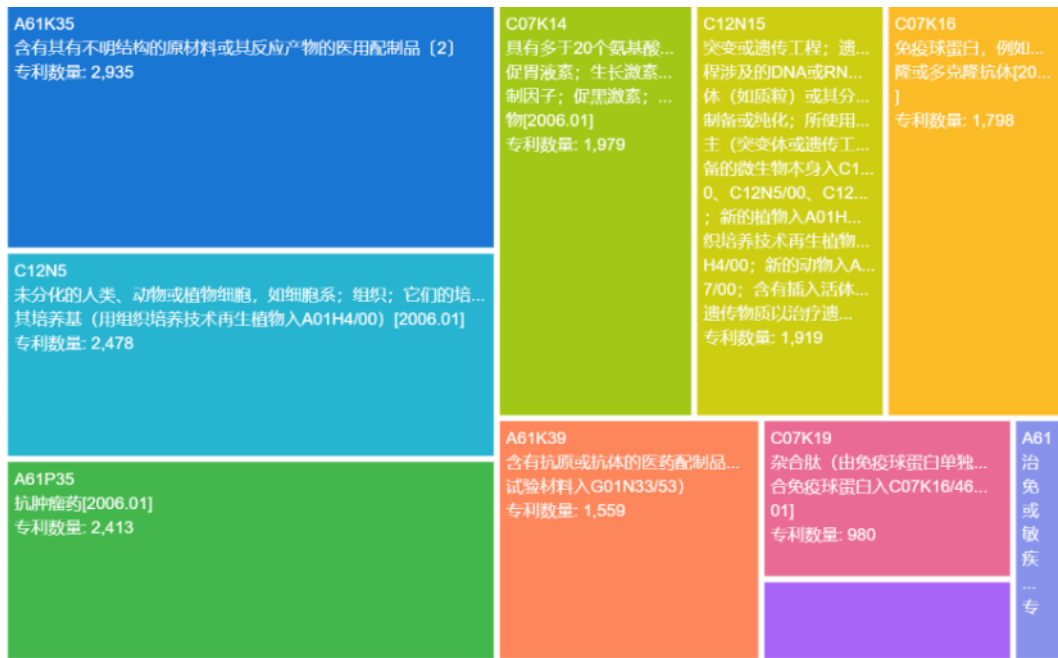 A61K35
含有具有不明结构的原材料或其反应产物的医用配制品〔2〕
专利数量: 2,935
C12N5
未分化的人类、动物或植物细胞，如细胞系；组织；它们的培...
其培养基（用组织培养技术再生植物入A01H4/00）[2006.01]
专利数量: 2,478
A61P35
抗肿瘤药[2006.01]
专利数量: 2,413
C07K14
具有多于20个氨基酸...
促胃液素；生长激素...
制因子；促黑激素；...
物[2006.01]
专利数量: 1,979
C12N15
突变或遗传工程；遗...
程涉及的DNA或RN...
体（如质粒）或其分...
制备或纯化；所使用...
主（突变体或遗传工...
备的微生物本身入C1...
0、C12N5/00、C12...
；新的植物入A01H...
织培养技术再生植物...
H4/00；新的动物入A...
7/00；含有插入活体...
遗传物质以治疗遗...
专利数量: 1,919
C07K16
免疫球蛋白，例如...
隆或多克隆抗体[20...
]
专利数量: 1,798
A61K39
含有抗原或抗体的医药配制品...
试验材料入G01N33/53）
专利数量: 1,559
C07K19
杂合肽（由免疫球蛋白单独...
合免疫球蛋白入C07K16/46...
01]
专利数量: 980
A61
治
免
或
敏
疾
...
专